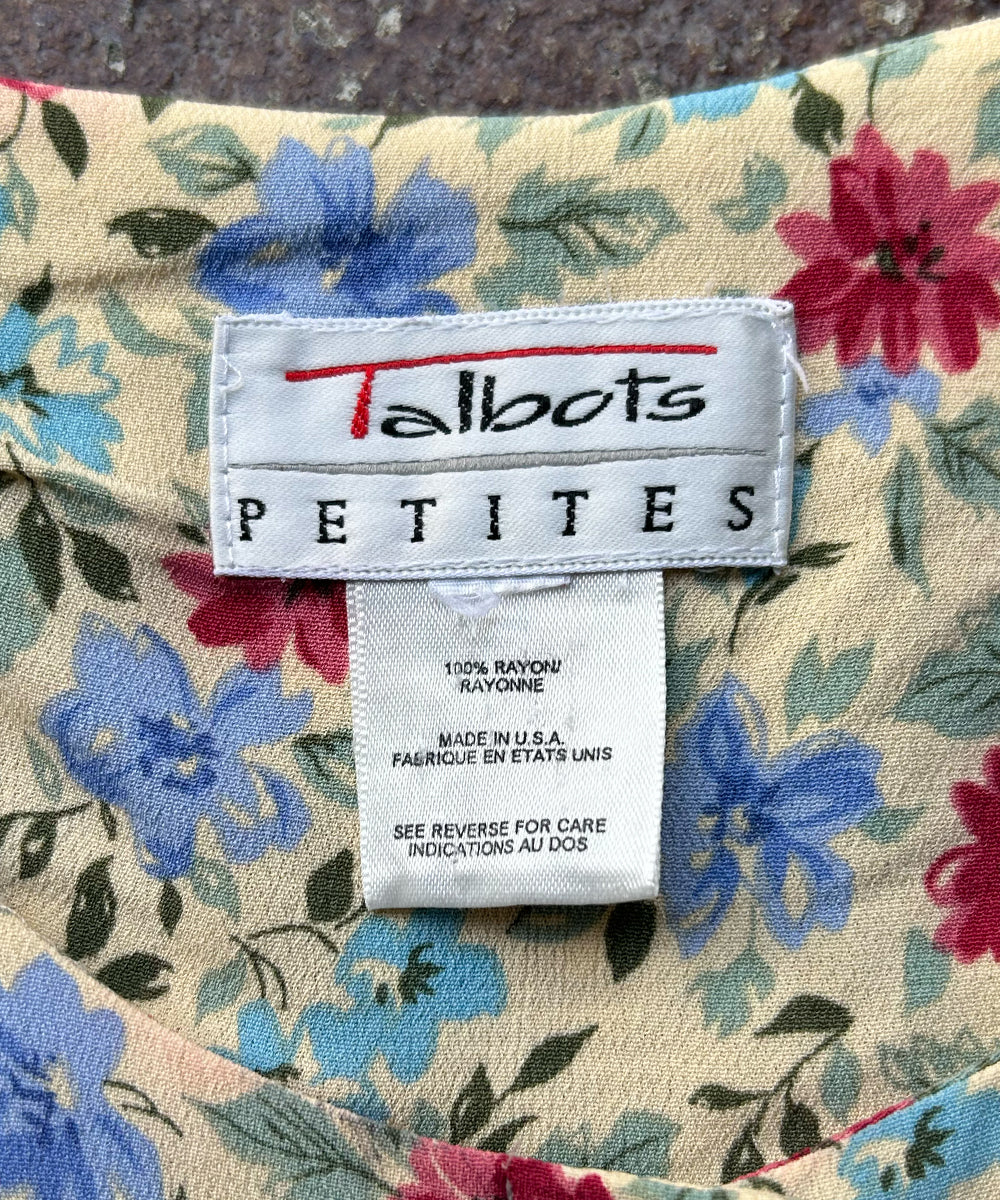 Talbots
PETITES
100% RAYON/
RAYONNE
MADE IN U.S.A.
FABRIQUE EN ETATS UNIS
SEE REVERSE FOR CARE
INDICATIONS AU DOS